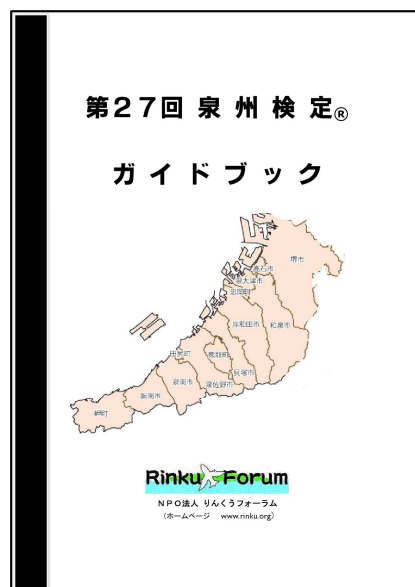 第27回 泉 州 検 定®
ガ イ ド ブ ッ ク
堺市
高石市
泉大津市
忠岡町
岸和田市
和泉市
田尻町
熊取町
貝塚市
泉南市
泉佐野市
阪南市
岬町
Rinku Forum
NPO法人 りんくうフォーラム
(ホームページ www.rinku.org)